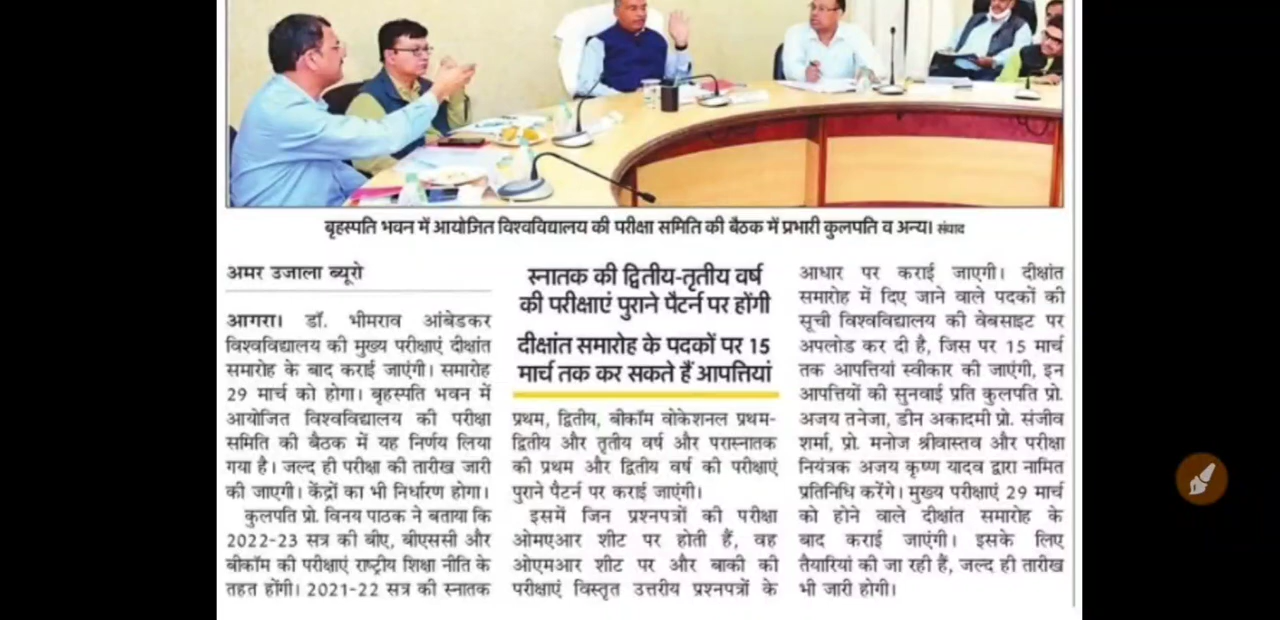 बृहस्पति भवन में आयोजित विश्वविद्यालय की परीक्षा समिति की बैठक में प्रभारी कुलपति व अन्य। संवाद
अमर उजाला ब्यूरो
आगरा। डॉ. भीमराव आंबेडकर
विश्वविद्यालय की मुख्य परीक्षाएं दीक्षांत
समारोह के बाद कराई जाएंगी। समारोह
29 मार्च को होगा। बृहस्पति भवन में
आयोजित विश्वविद्यालय की परीक्षा
समिति की बैठक में यह निर्णय लिया
गया है। जल्द ही परीक्षा की तारीख जारी
की जाएगी। केंद्रों का भी निर्धारण होगा।
कुलपति प्रो. विनय पाठक ने बताया कि
2022-23 सत्र की बीए, बीएससी और
बीकॉम की परीक्षाएं राष्ट्रीय शिक्षा नीति के
तहत होंगी। 2021-22 सत्र की स्नातक
स्नातक की द्वितीय-तृतीय वर्ष
की परीक्षाएं पुराने पैटर्न पर होंगी
दीक्षांत समारोह के पदकों पर 15
मार्च तक कर सकते हैं आपत्तियां
प्रथम, द्वितीय, बीकॉम वोकेशनल प्रथम-
द्वितीय और तृतीय वर्ष और परास्नातक
की प्रथम और द्वितीय वर्ष की परीक्षाएं
पुराने पैटर्न पर कराई जाएंगी।
इसमें जिन प्रश्नपत्रों की परीक्षा
ओमएआर शीट पर होती हैं, वह
ओएमआर शीट पर और बाकी की
परीक्षाएं विस्तृत उत्तरीय प्रश्नपत्रों के
आधार पर कराई जाएगी। दीक्षांत
समारोह में दिए जाने वाले पदकों की
सूची विश्वविद्यालय की वेबसाइट पर
अपलोड कर दी है, जिस पर 15 मार्च
तक आपत्तियां स्वीकार की जाएंगी, इन
आपत्तियों की सुनवाई प्रति कुलपति प्रो.
अजय तनेजा, डीन अकादमी प्रो. संजीव
शर्मा, प्रो. मनोज श्रीवास्तव और परीक्षा
नियंत्रक अजय कृष्ण यादव द्वारा नामित
प्रतिनिधि करेंगे। मुख्य परीक्षाएं 29 मार्च
को होने वाले दीक्षांत समारोह के
बाद कराई जाएंगी। इसके लिए
तैयारियां की जा रही हैं, जल्द ही तारीख
भी जारी होगी।